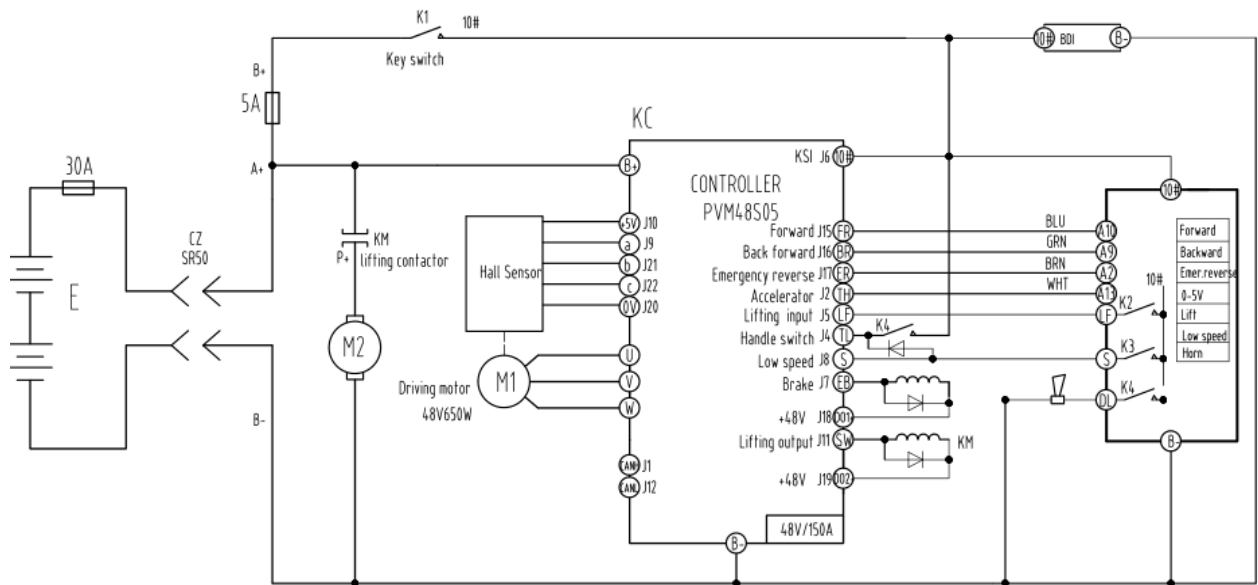 K1
10#
Key switch
10#
BDI
B-
B+
5A
A+
30A
CZ
SR50
E
B-
KM
P+
lifting contactor
M2
KC
B+
CONTROLLER
PVM48S05
KSI J6 10#
Hall Sensor
+5V J10
a J9
b J21
c J22
0V J20
M1
Driving motor
48V650W
U
V
W
CANH J1
CANL J12
Forward J15 FR
Back forward J16 BR
Emergency reverse J17 ER
Accelerator J2 TH
Lifting input J5 LF
Handle switch J4 TL
Low speed J8 S
Brake J7 EB
+48V J18 DO1
Lifting output J11 SW
+48V J19 DO2
48V/150A
B-
K4
KM
BLU
GRN
BRN
WHT
10#
A10
A9
A2
A13
LF
S
DL
B-
K2
K3
K4
10#
Forward
Backward
Emer.reverse
0-5V
Lift
Low speed
Horn